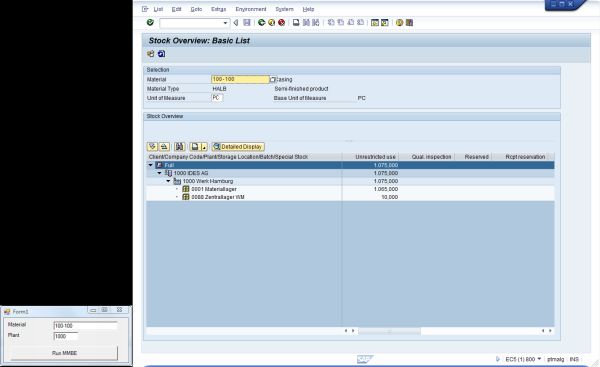 List Edit Goto Extras Environment System Help
Stock Overview: Basic List
Selection
Material 100-100 Casing
Material Type HALB Semi-finished product
Unit of Measure PC Base Unit of Measure PC
Stock Overview
Detailed Display
Client/Company Code/Plant/Storage Location/Batch/Special Stock Unrestricted use Qual. inspection Reserved Rcpt reservation
Full 1.075,000
1000 IDES AG 1.075,000
1000 Werk Hamburg 1.075,000
0001 Materiallager 1.065,000
0088 Zentrallager WM 10,000
Form1
Material 100-100
Plant 1000
Run MMBE
SAP
EC5 (1) 800 ptmalg INS